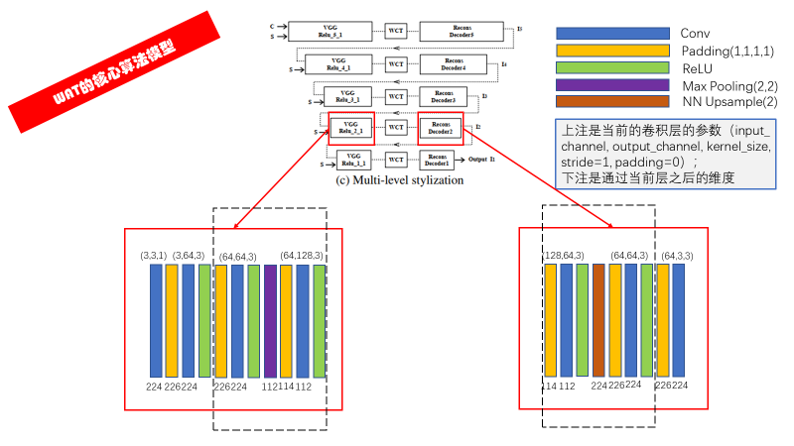 WAT的核心算法模型
C
S
VGG
Relu_5_1
WCT
Recons
Decoder5
I5
S
VGG
Relu_4_1
WCT
Recons
Decoder4
I4
S
VGG
Relu_3_1
WCT
Recons
Decoder3
I3
S
VGG
Relu_2_1
WCT
Recons
Decoder2
I2
S
VGG
Relu_1_1
WCT
Recons
Decoder1
Output I1
(c) Multi-level stylization
Conv
Padding(1,1,1,1)
ReLU
Max Pooling(2,2)
NN Upsample(2)
上注是当前的卷积层的参数（input_
channel, output_channel, kernel_size,
stride=1, padding=0）；
下注是通过当前层之后的维度
(3,3,1) (3,64,3) (64,64,3) (64,128,3)
224 226 224 226 224 112 114 112
128,64,3) (64,64,3) (64,3,3)
114 112 224 226 224 226 224